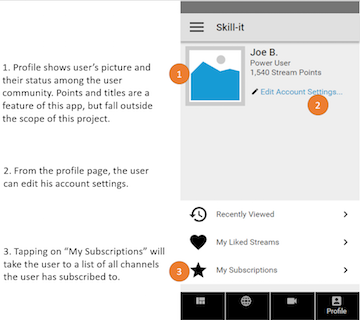 Skill-it
1. Profile shows user's picture and
their status among the user
community. Points and titles are a
feature of this app, but fall outside
the scope of this project.
1
Joe B.
Power User
1,540 Stream Points
Edit Account Settings...
2
2. From the profile page, the user
can edit his account settings.
Recently Viewed
My Liked Streams
3. Tapping on “My Subscriptions” will
take the user to a list of all channels
the user has subscribed to.
3
My Subscriptions
Profile